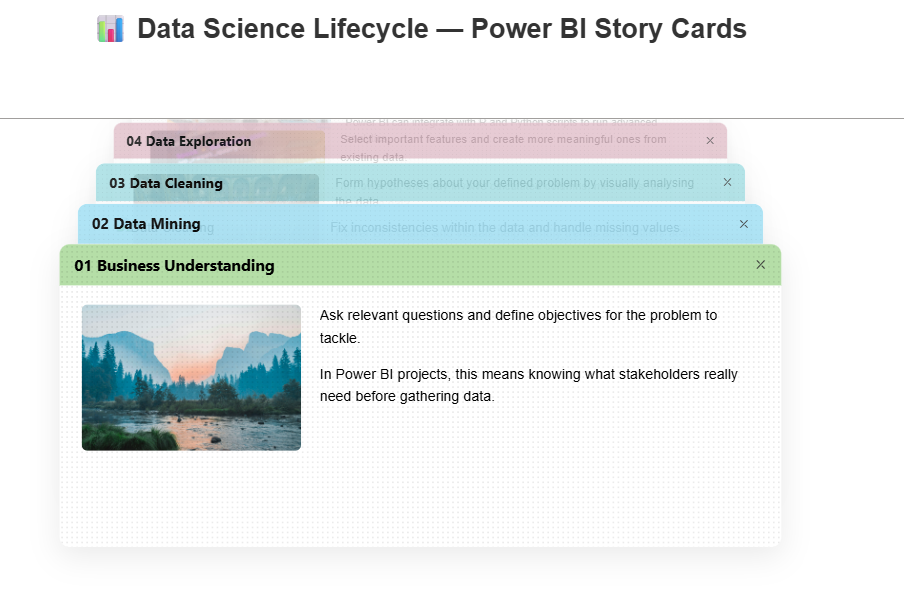 Data Science Lifecycle — Power BI Story Cards
Power BI can integrate with R and Python scripts to run advanced
04 Data Exploration
Select important features and create more meaningful ones from
existing data.
03 Data Cleaning
Form hypotheses about your defined problem by visually analysing
the data.
02 Data Mining
Fix inconsistencies within the data and handle missing values.
01 Business Understanding
Ask relevant questions and define objectives for the problem to
tackle.
In Power BI projects, this means knowing what stakeholders really
need before gathering data.